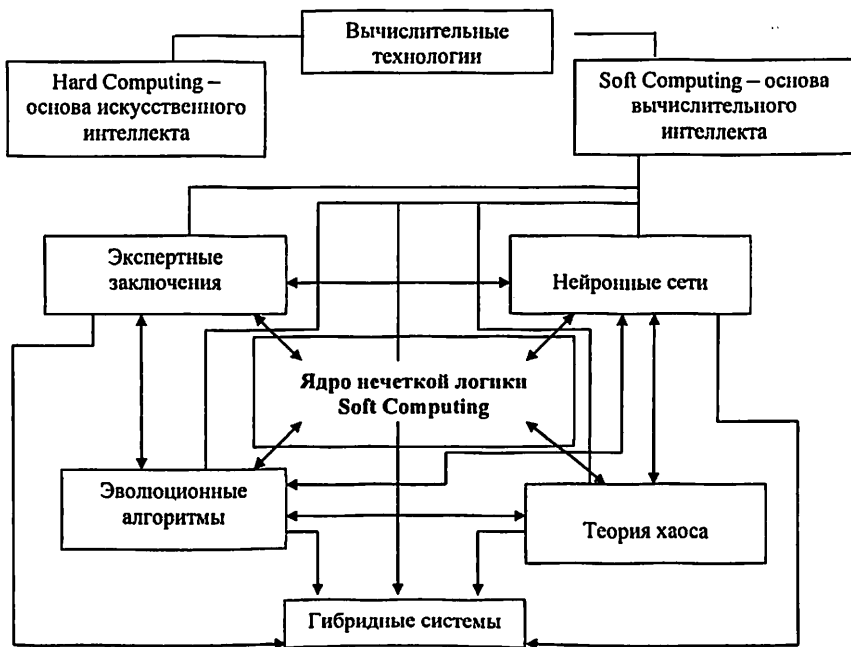 Вычислительные
технологии
Hard Computing –
основа искусственного
интеллекта
Soft Computing – основа
вычислительного
интеллекта
Экспертные
заключения
Нейронные сети
Ядро нечеткой логики
Soft Computing
Эволюционные
алгоритмы
Теория хаоса
Гибридные системы